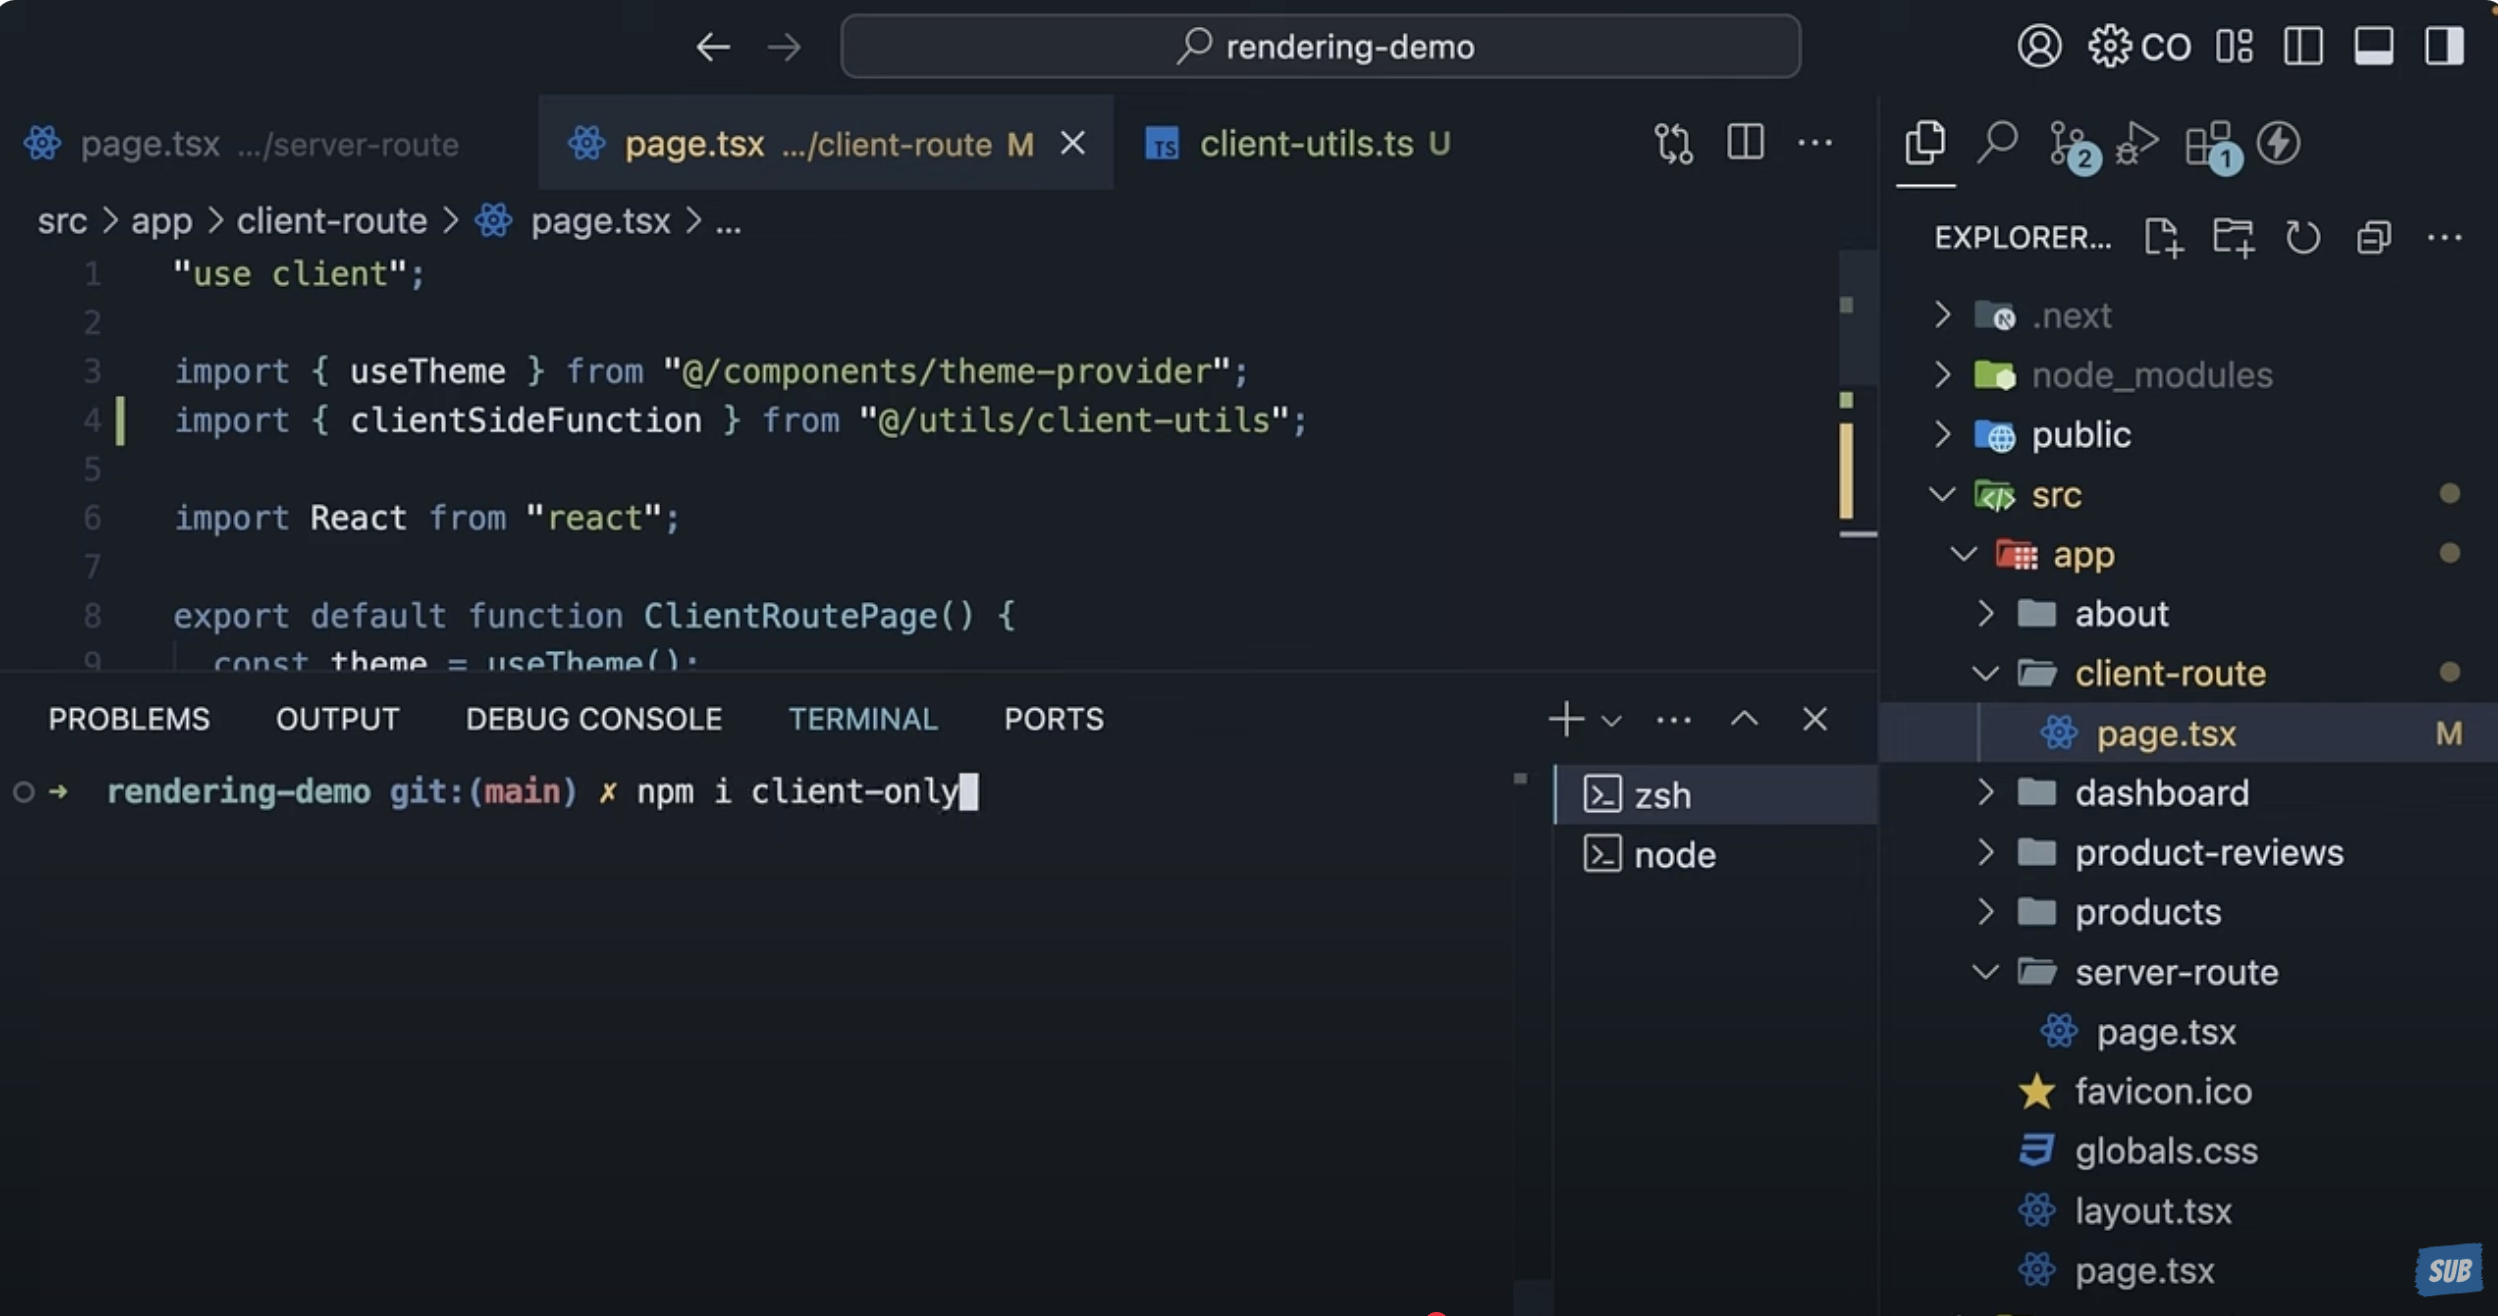 rendering-demo
CO
page.tsx .../server-route
page.tsx .../client-route M
TS client-utils.ts U
2
1
src > app > client-route > page.tsx > ...
1 "use client";
2
3 import { useTheme } from "@/components/theme-provider";
4 import { clientSideFunction } from "@/utils/client-utils";
5
6 import React from "react";
7
8 export default function ClientRoutePage() {
9 const theme = useTheme();
PROBLEMS OUTPUT DEBUG CONSOLE TERMINAL PORTS
→ rendering-demo git:(main) ✗ npm i client-only
zsh
node
EXPLORER...
.next
node_modules
public
src
app
about
client-route
page.tsx M
dashboard
product-reviews
products
server-route
page.tsx
favicon.ico
globals.css
layout.tsx
page.tsx
SUB